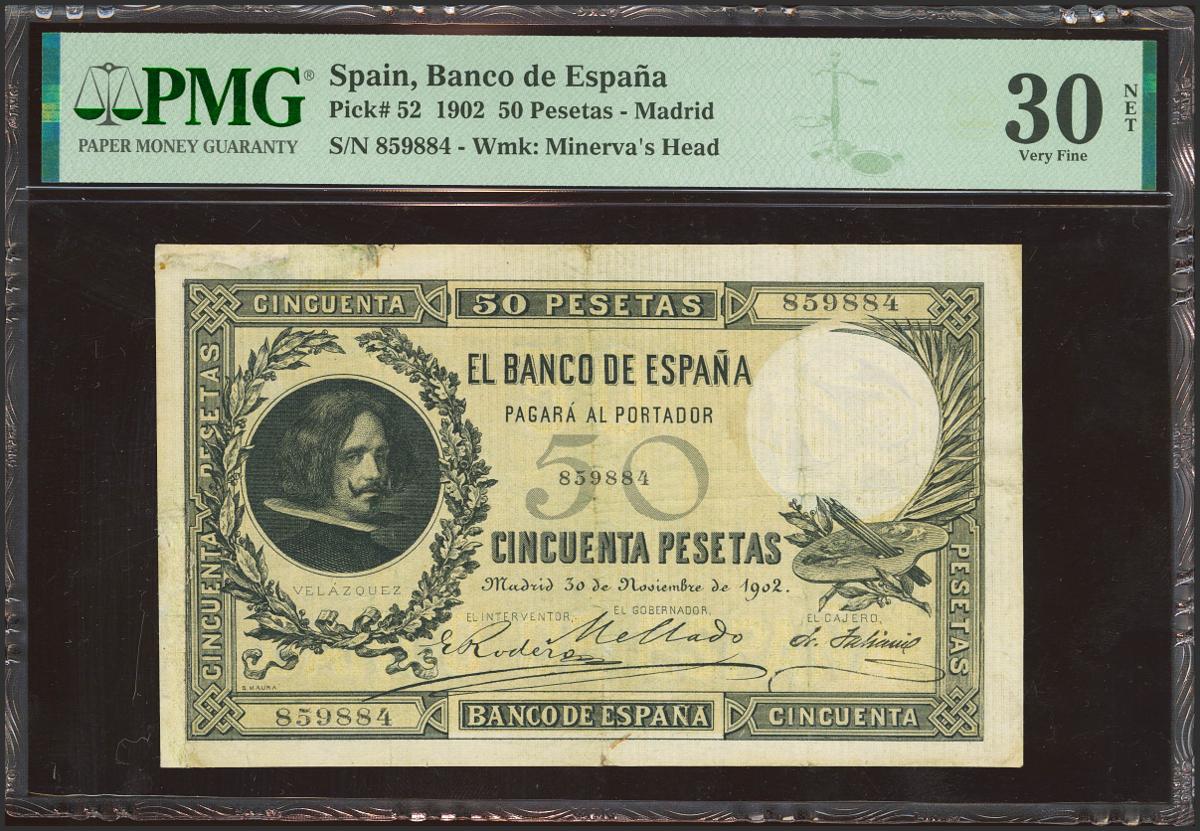 PMG®
PAPER MONEY GUARANTY
Spain, Banco de España
Pick# 52 1902 50 Pesetas - Madrid
S/N 859884 - Wmk: Minerva's Head
30
NET
Very Fine
CINCUENTA
50 PESETAS
859884
CINCUENTA PESETAS
EL BANCO DE ESPAÑA
PAGARÁ AL PORTADOR
50
859884
CINCUENTA PESETAS
Madrid 30 de Noviembre de 1902.
VELÁZQUEZ
EL INTERVENTOR,
EL GOBERNADOR,
EL CAJERO,
E Rodero
Mellado
PESETAS
B. MAURA
859884
BANCO DE ESPAÑA
CINCUENTA